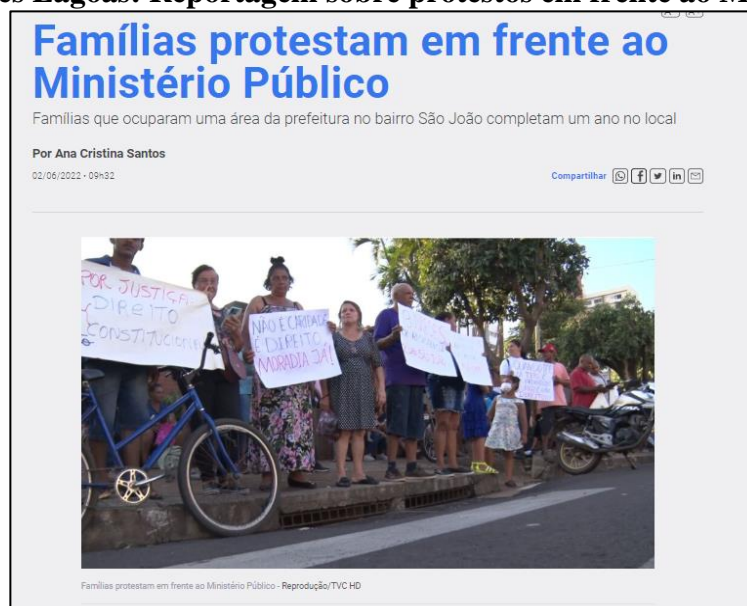 es Lagoas: Reportagem sobre protestos em frente ao M
Famílias protestam em frente ao
Ministério Público
Famílias que ocuparam uma área da prefeitura no bairro São João completam um ano no local
Por Ana Cristina Santos
02/06/2022 - 09h32
Compartilhar
POR JUSTIÇA
DIREITO
CONSTITUCIONAL
NÃO É CARIDADE
É DIREITO
MORADIA JÁ!
Famílias protestam em frente ao Ministério Público - Reprodução/TVC HD